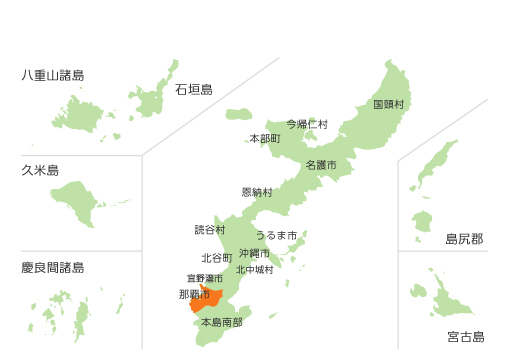 八重山諸島
石垣島
国頭村
今帰仁村
本部町
名護市
久米島
恩納村
読谷村
うるま市
島尻郡
沖縄市
北谷町
北中城村
慶良間諸島
宜野灣市
那覇市
本島南部
宮古島